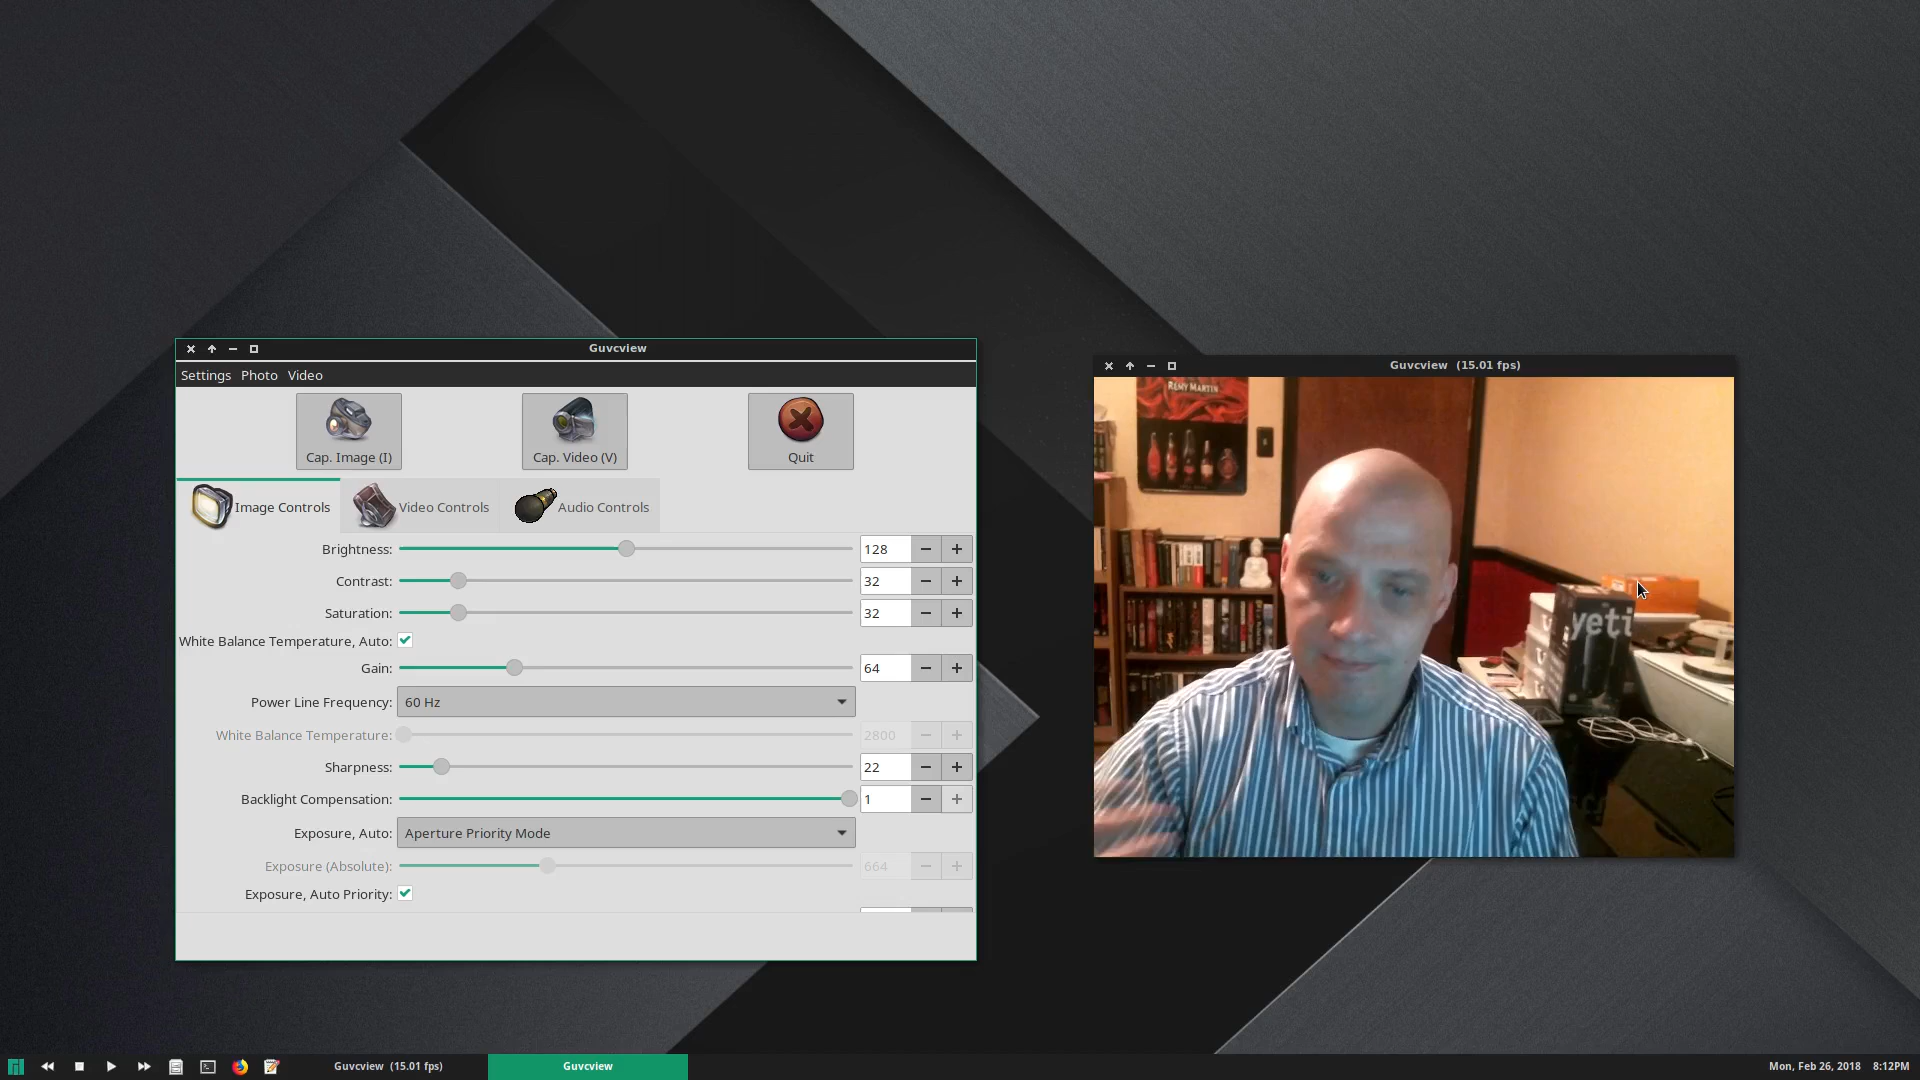 Guvcview
Settings Photo Video
Cap. Image (I)
Cap. Video (V)
Quit
Image Controls
Video Controls
Audio Controls
Brightness: 128
Contrast: 32
Saturation: 32
White Balance Temperature, Auto:
Gain: 64
Power Line Frequency: 60 Hz
White Balance Temperature: 2800
Sharpness: 22
Backlight Compensation: 1
Exposure, Auto: Aperture Priority Mode
Exposure (Absolute): 664
Exposure, Auto Priority:
Guvcview (15.01 fps)
REMY MARTIN
yeti
Guvcview (15.01 fps)
Guvcview
Mon, Feb 26, 2018 8:12PM